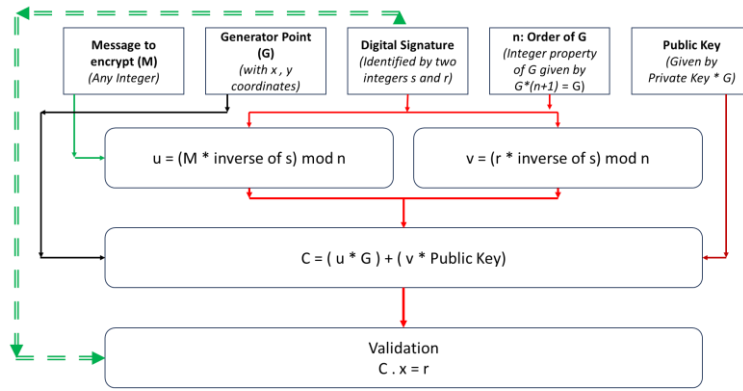 Message to
encrypt (M)
(Any Integer)
Generator Point
(G)
(with x , y
coordinates)
Digital Signature
(Identified by two
integers s and r)
n: Order of G
(Integer property
of G given by
G*(n+1) = G)
Public Key
(Given by
Private Key * G)
u = (M * inverse of s) mod n
v = (r * inverse of s) mod n
C = ( u * G ) + ( v * Public Key)
Validation
C . x = r